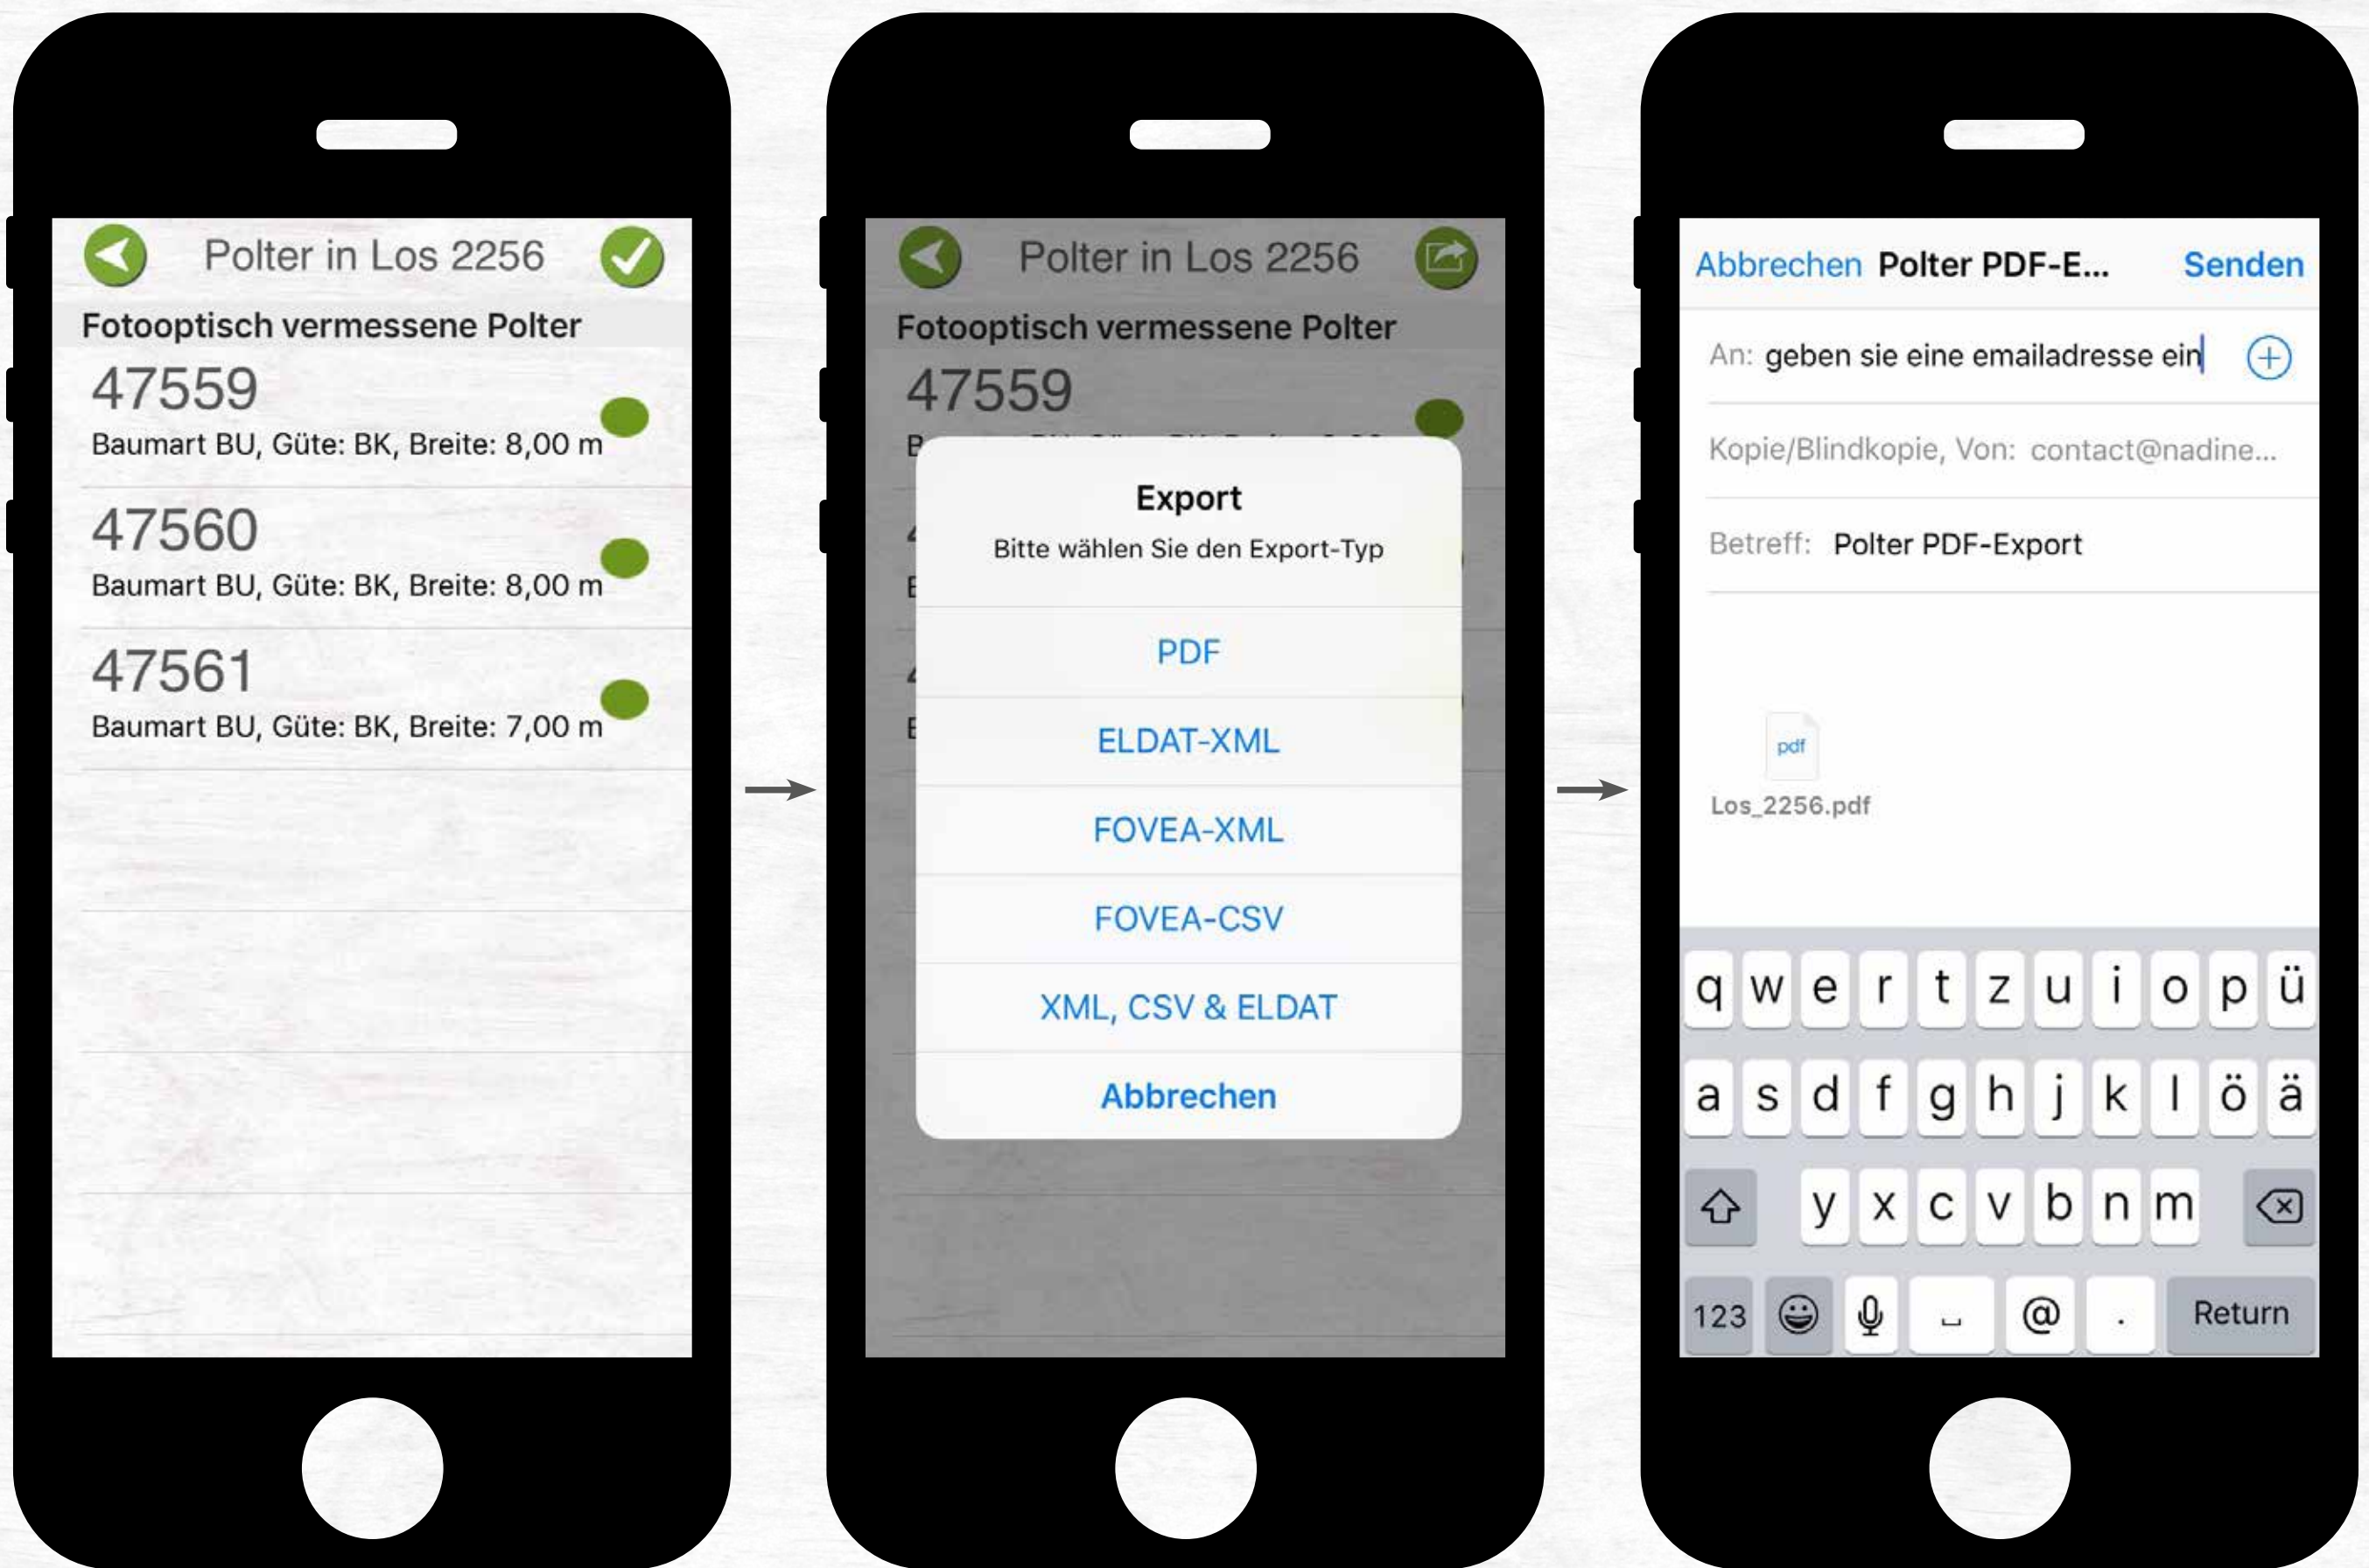 Polter in Los 2256
Fotooptisch vermessene Polter
47559
Baumart BU, Güte: BK, Breite: 8,00 m
47560
Baumart BU, Güte: BK, Breite: 8,00 m
47561
Baumart BU, Güte: BK, Breite: 7,00 m
Polter in Los 2256
Fotooptisch vermessene Polter
47559
Export
Bitte wählen Sie den Export-Typ
PDF
ELDAT-XML
FOVEA-XML
FOVEA-CSV
XML, CSV & ELDAT
Abbrechen
Abbrechen Polter PDF-E... Senden
An: geben sie eine emailadresse ein
Kopie/Blindkopie, Von: contact@nadine...
Betreff: Polter PDF-Export
pdf
Los_2256.pdf
q w e r t z u i o p ü
a s d f g h j k l ö ä
y x c v b n m
123 @ . Return